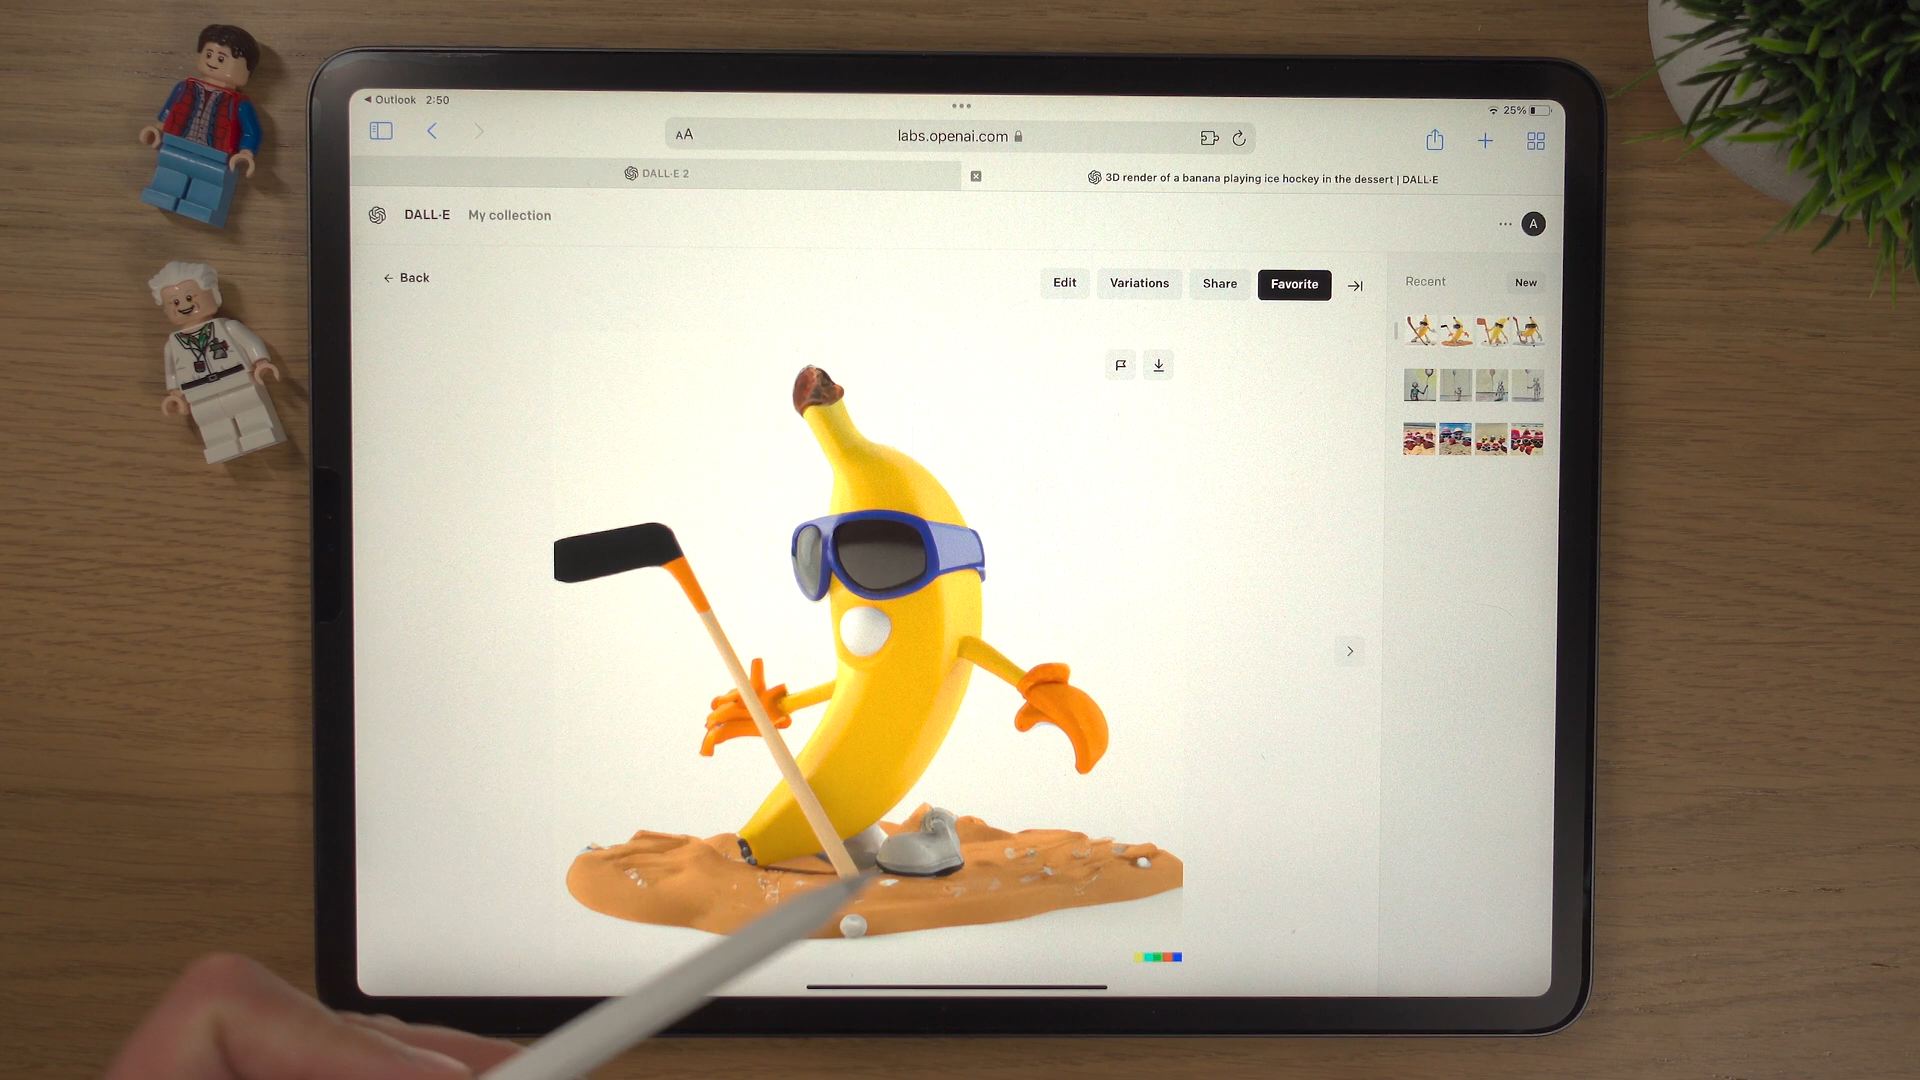 Outlook 2:50
25%
AA
labs.openai.com
DALL·E 2
3D render of a banana playing ice hockey in the dessert | DALL·E
DALL·E
My collection
A
Back
Edit
Variations
Share
Favorite
Recent
New